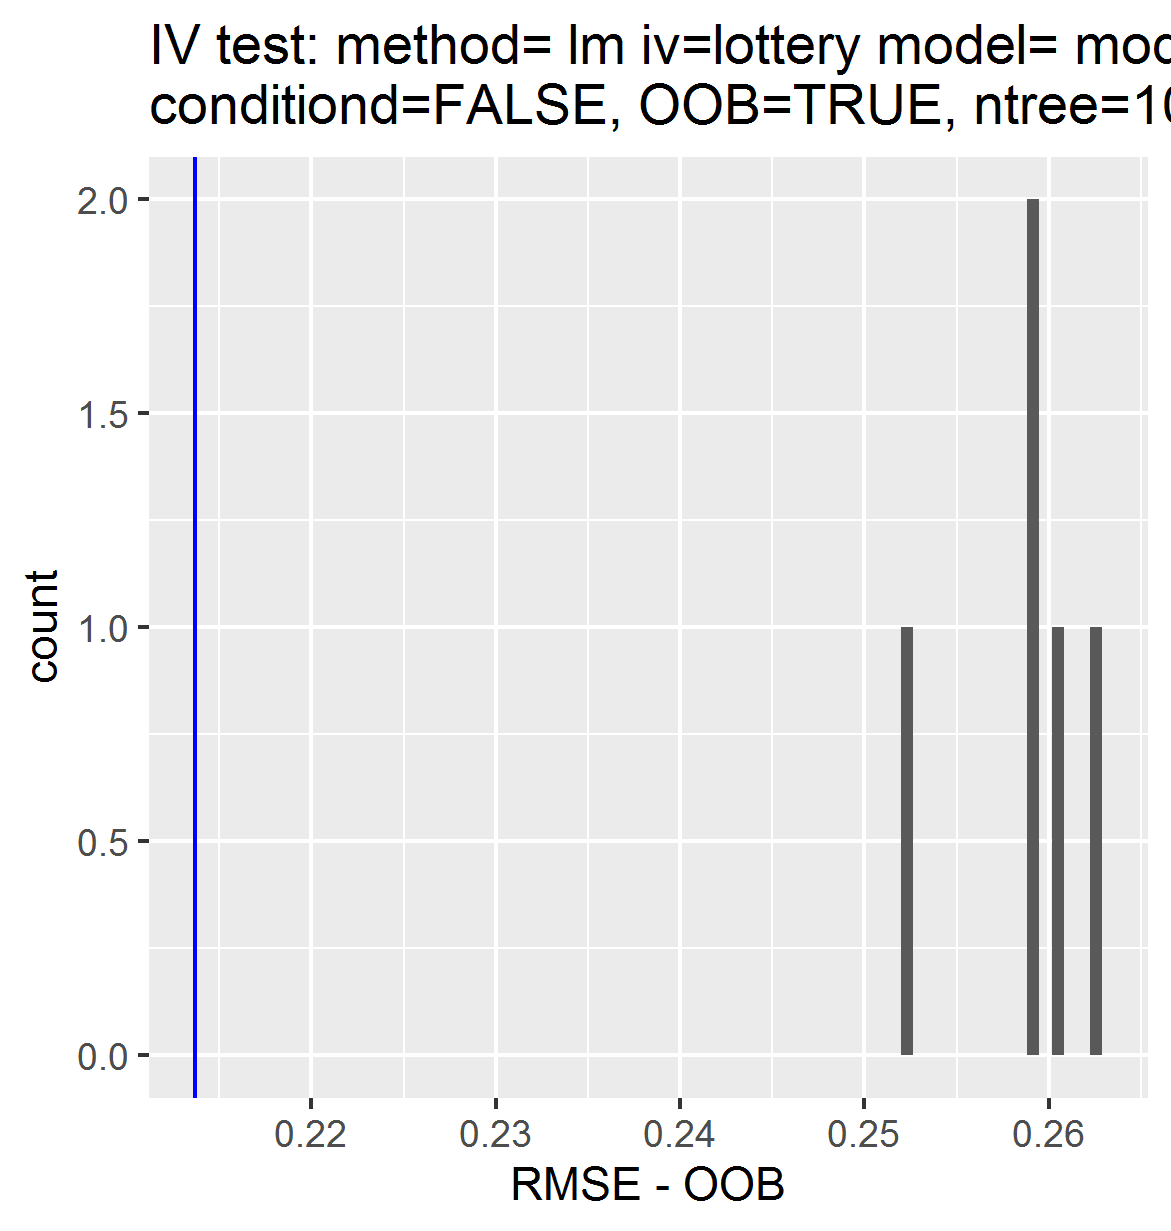 IV test: method= lm iv=lottery model= mod
conditiond=FALSE, OOB=TRUE, ntree=10
2.0
1.5
1.0
0.5
0.0
count
0.22 0.23 0.24 0.25 0.26
RMSE - OOB